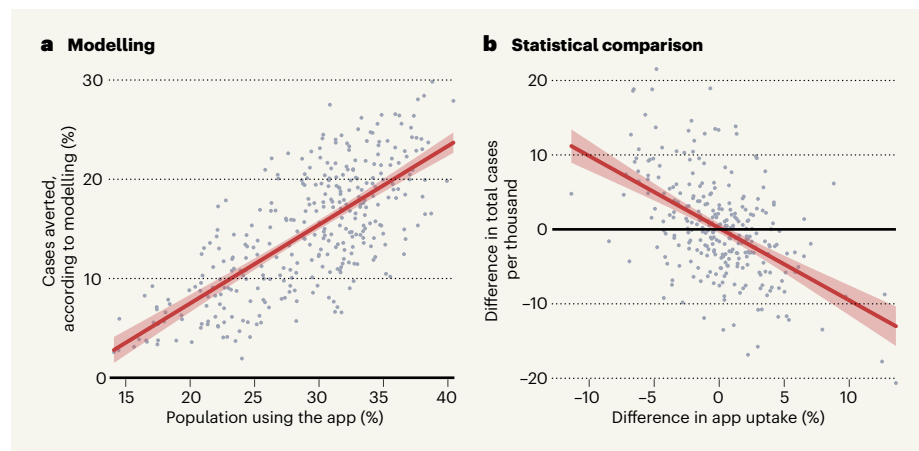 a Modelling
Cases averted,
according to modelling (%)
30
20
10
0
15 20 25 30 35 40
Population using the app (%)
b Statistical comparison
Difference in total cases
per thousand
20
10
0
−10
−20
−10 −5 0 5 10
Difference in app uptake (%)